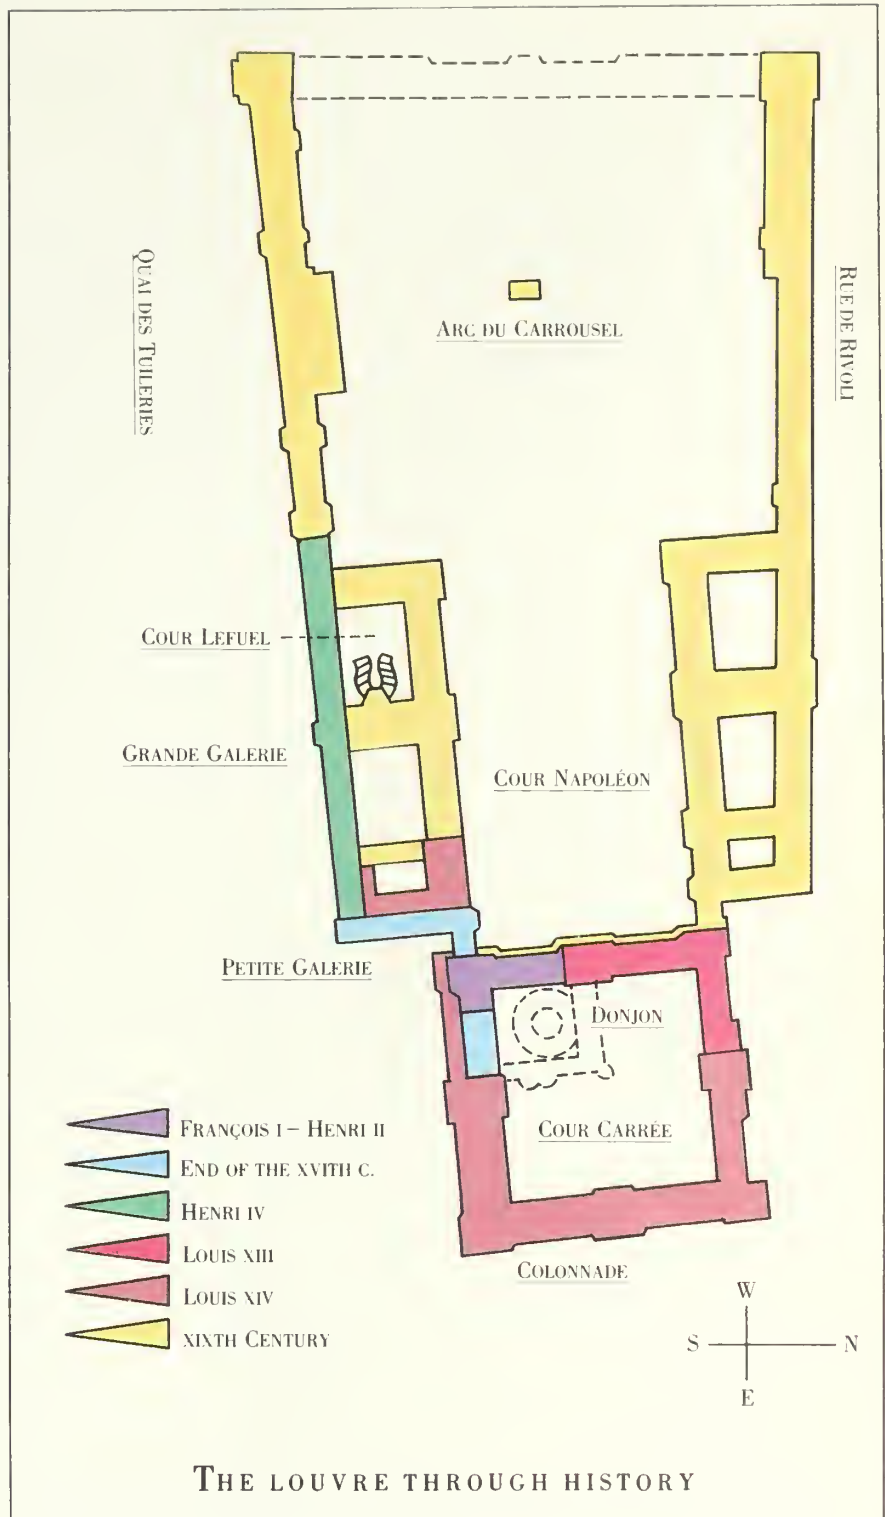 QUAI DES TUILERIES
RUE DE RIVOLI
ARC DU CARROUSEL
COUR LEFUEL
GRANDE GALERIE
COUR NAPOLÉON
PETITE GALERIE
DONJON
COUR CARRÉE
COLONNADE
FRANÇOIS I – HENRI II
END OF THE XVITH C.
HENRI IV
LOUIS XIII
LOUIS XIV
XIXTH CENTURY
W
S N
E
THE LOUVRE THROUGH HISTORY